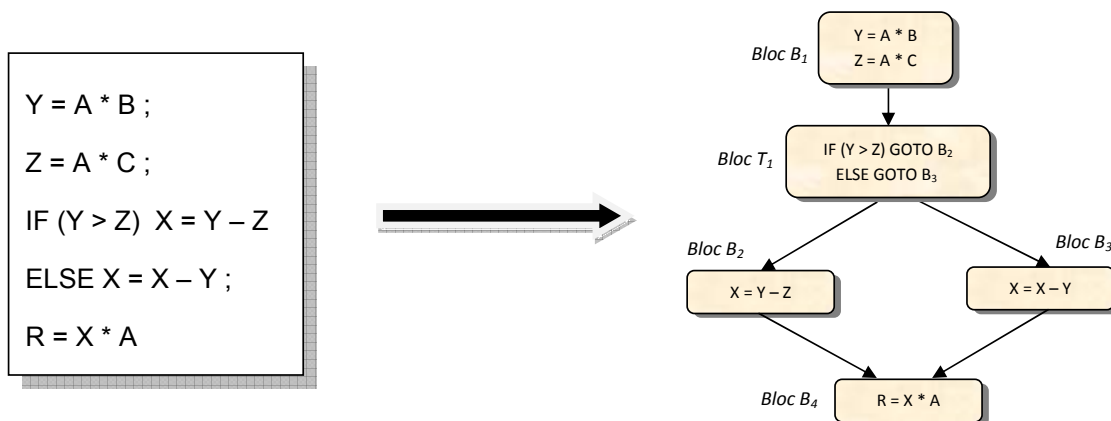 Y = A * B ;
Z = A * C ;
IF (Y > Z)  X = Y – Z
ELSE X = X – Y ;
R = X * A
Bloc B₁
Y = A * B
Z = A * C
Bloc T₁
IF (Y > Z) GOTO B₂
ELSE GOTO B₃
Bloc B₂
X = Y – Z
Bloc B₃
X = X – Y
Bloc B₄
R = X * A